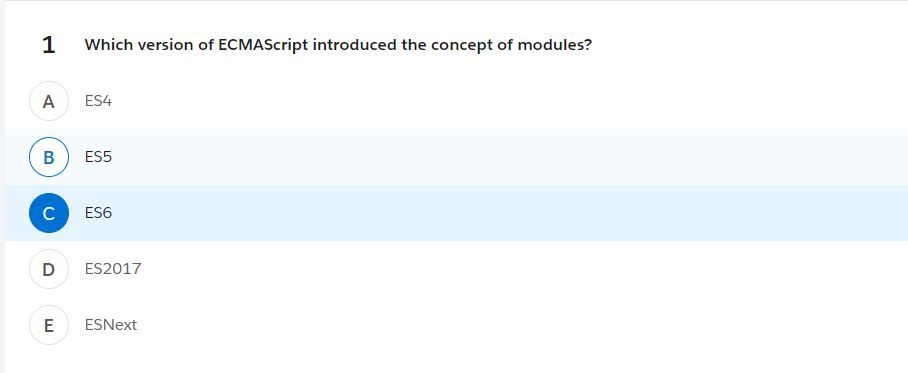 1 Which version of ECMAScript introduced the concept of modules?
A ES4
B ES5
C ES6
D ES2017
E ESNext